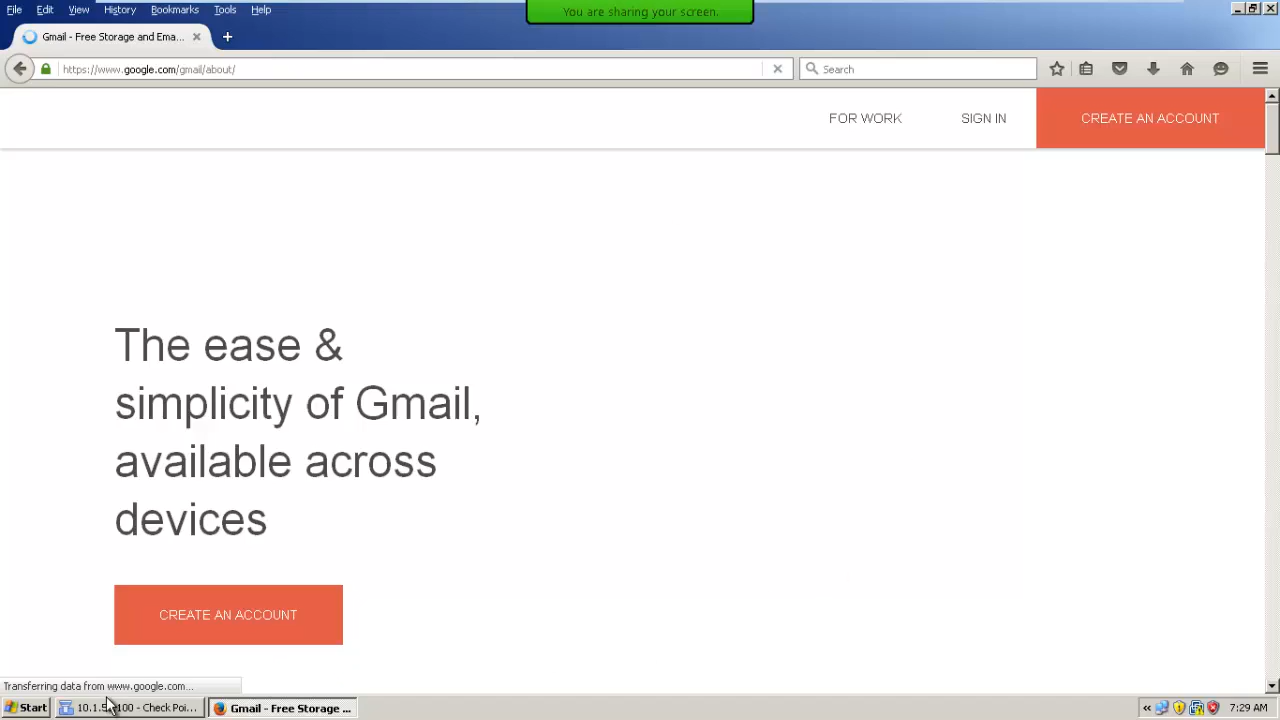 File Edit View History Bookmarks Tools Help
You are sharing your screen.
Gmail - Free Storage and Ema...
https://www.google.com/gmail/about/
Search
FOR WORK SIGN IN CREATE AN ACCOUNT
The ease &
simplicity of Gmail,
available across
devices
CREATE AN ACCOUNT
Transferring data from www.google.com...
Start
- Check Poi...
Gmail - Free Storage ...
7:29 AM